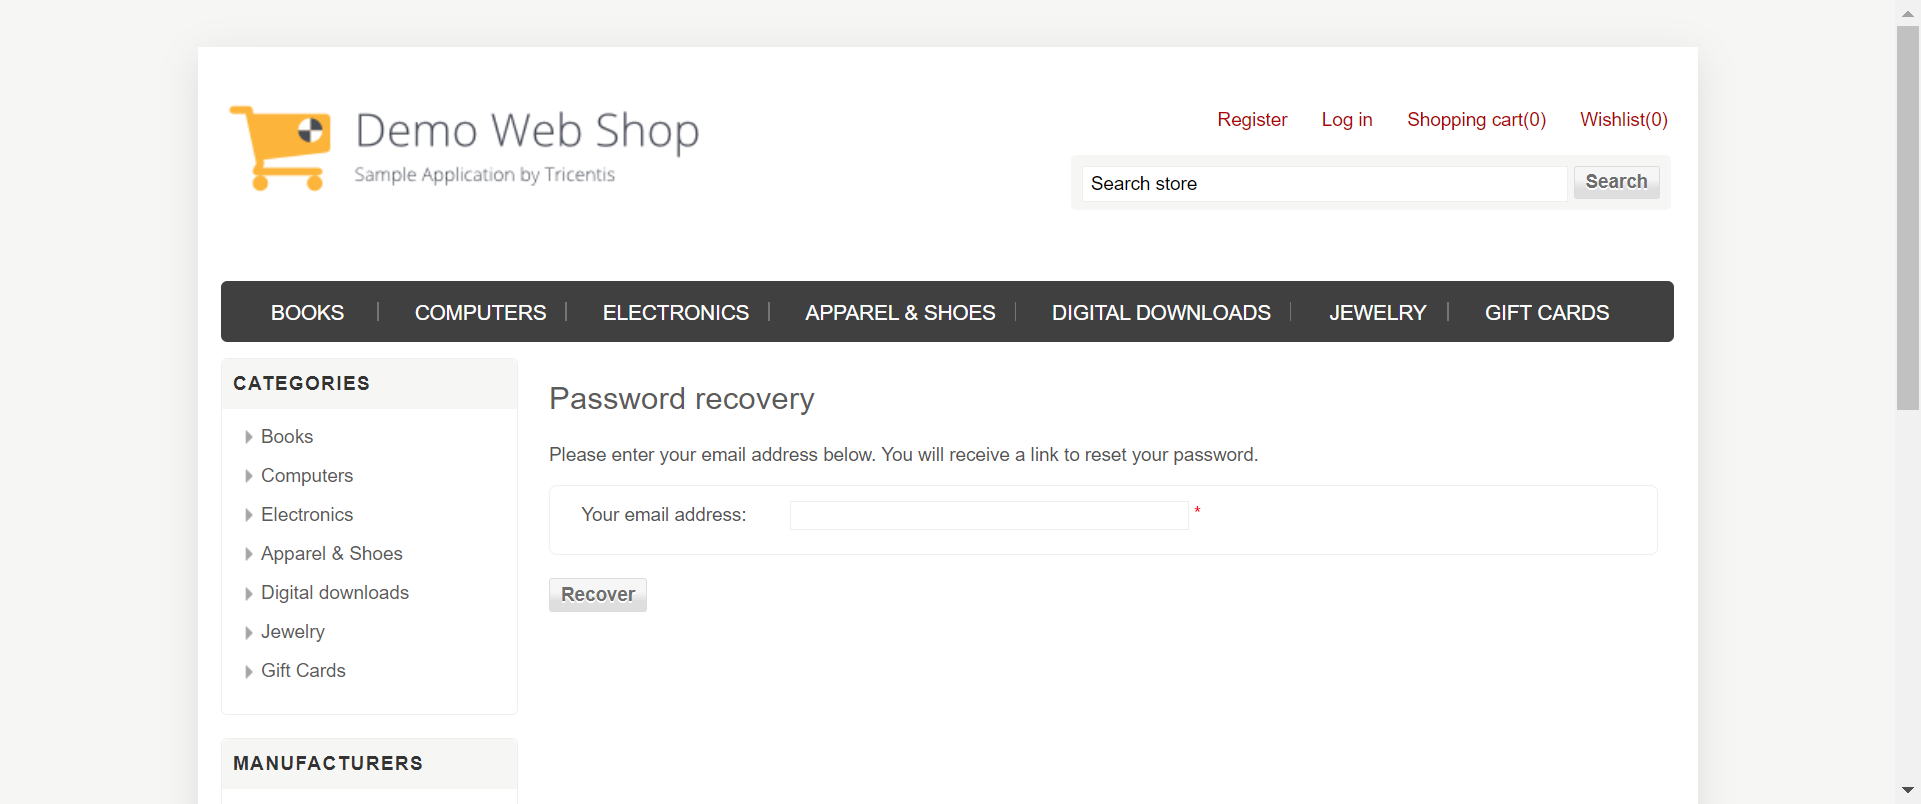 Demo Web Shop
Sample Application by Tricentis
Register Log in Shopping cart(0) Wishlist(0)
Search store Search
BOOKS COMPUTERS ELECTRONICS APPAREL & SHOES DIGITAL DOWNLOADS JEWELRY GIFT CARDS
CATEGORIES
Books
Computers
Electronics
Apparel & Shoes
Digital downloads
Jewelry
Gift Cards
MANUFACTURERS
Password recovery
Please enter your email address below. You will receive a link to reset your password.
Your email address: *
Recover